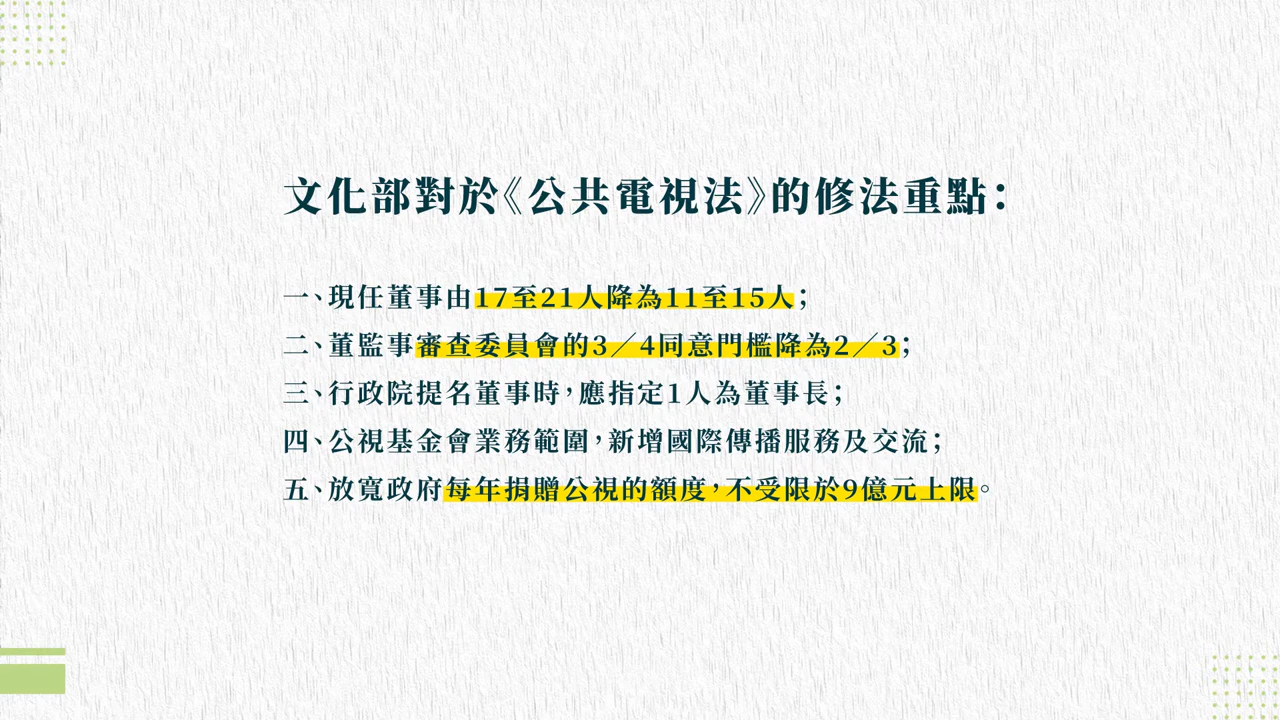 文化部對於《公共電視法》的修法重點：
一、現任董事由17至21人降為11至15人；
二、董監事審查委員會的3／4同意門檻降為2／3；
三、行政院提名董事時，應指定1人為董事長；
四、公視基金會業務範圍，新增國際傳播服務及交流；
五、放寬政府每年捐贈公視的額度，不受限於9億元上限。